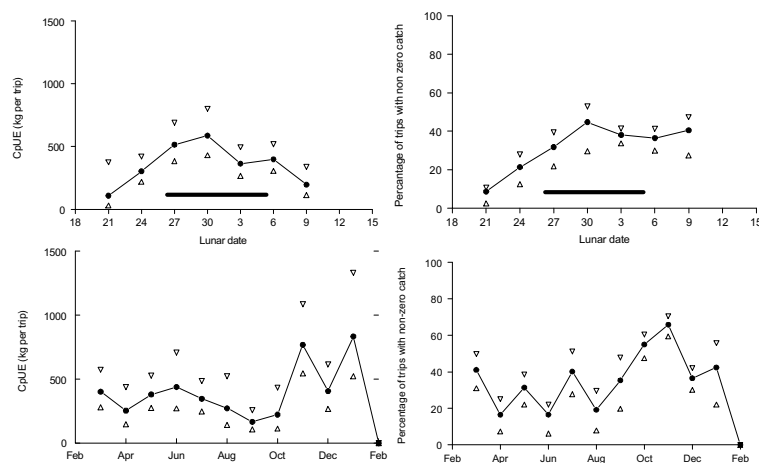 CpUE (kg per trip)
1500
1000
500
0
18 21 24 27 30 3 6 9 12 15
Lunar date
Percentage of trips with non zero catch
100
80
60
40
20
0
18 21 24 27 30 3 6 9 12 15
Lunar date
CpUE (kg per trip)
1500
1000
500
0
Feb Apr Jun Aug Oct Dec Feb
Percentage of trips with non-zero catch
100
80
60
40
20
0
Feb Apr Jun Aug Oct Dec Feb